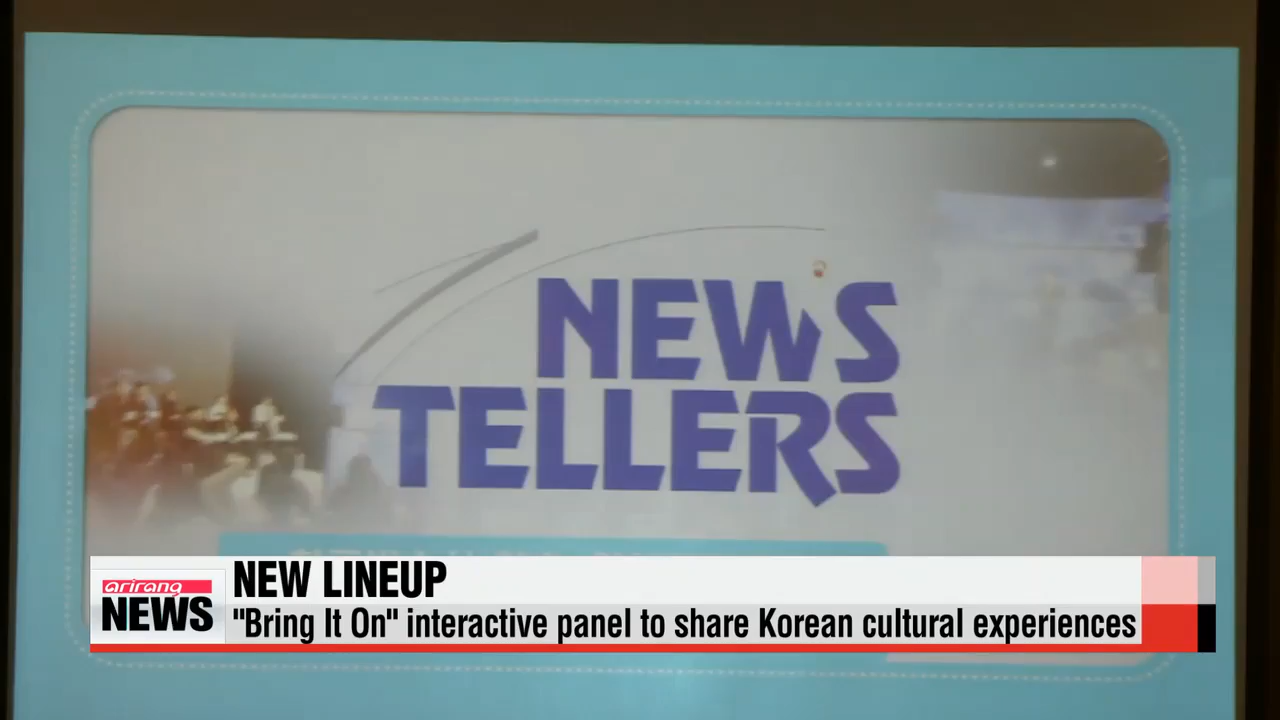 NEWS
TELLERS
arirang
NEWS
NEW LINEUP
"Bring It On" interactive panel to share Korean cultural experiences